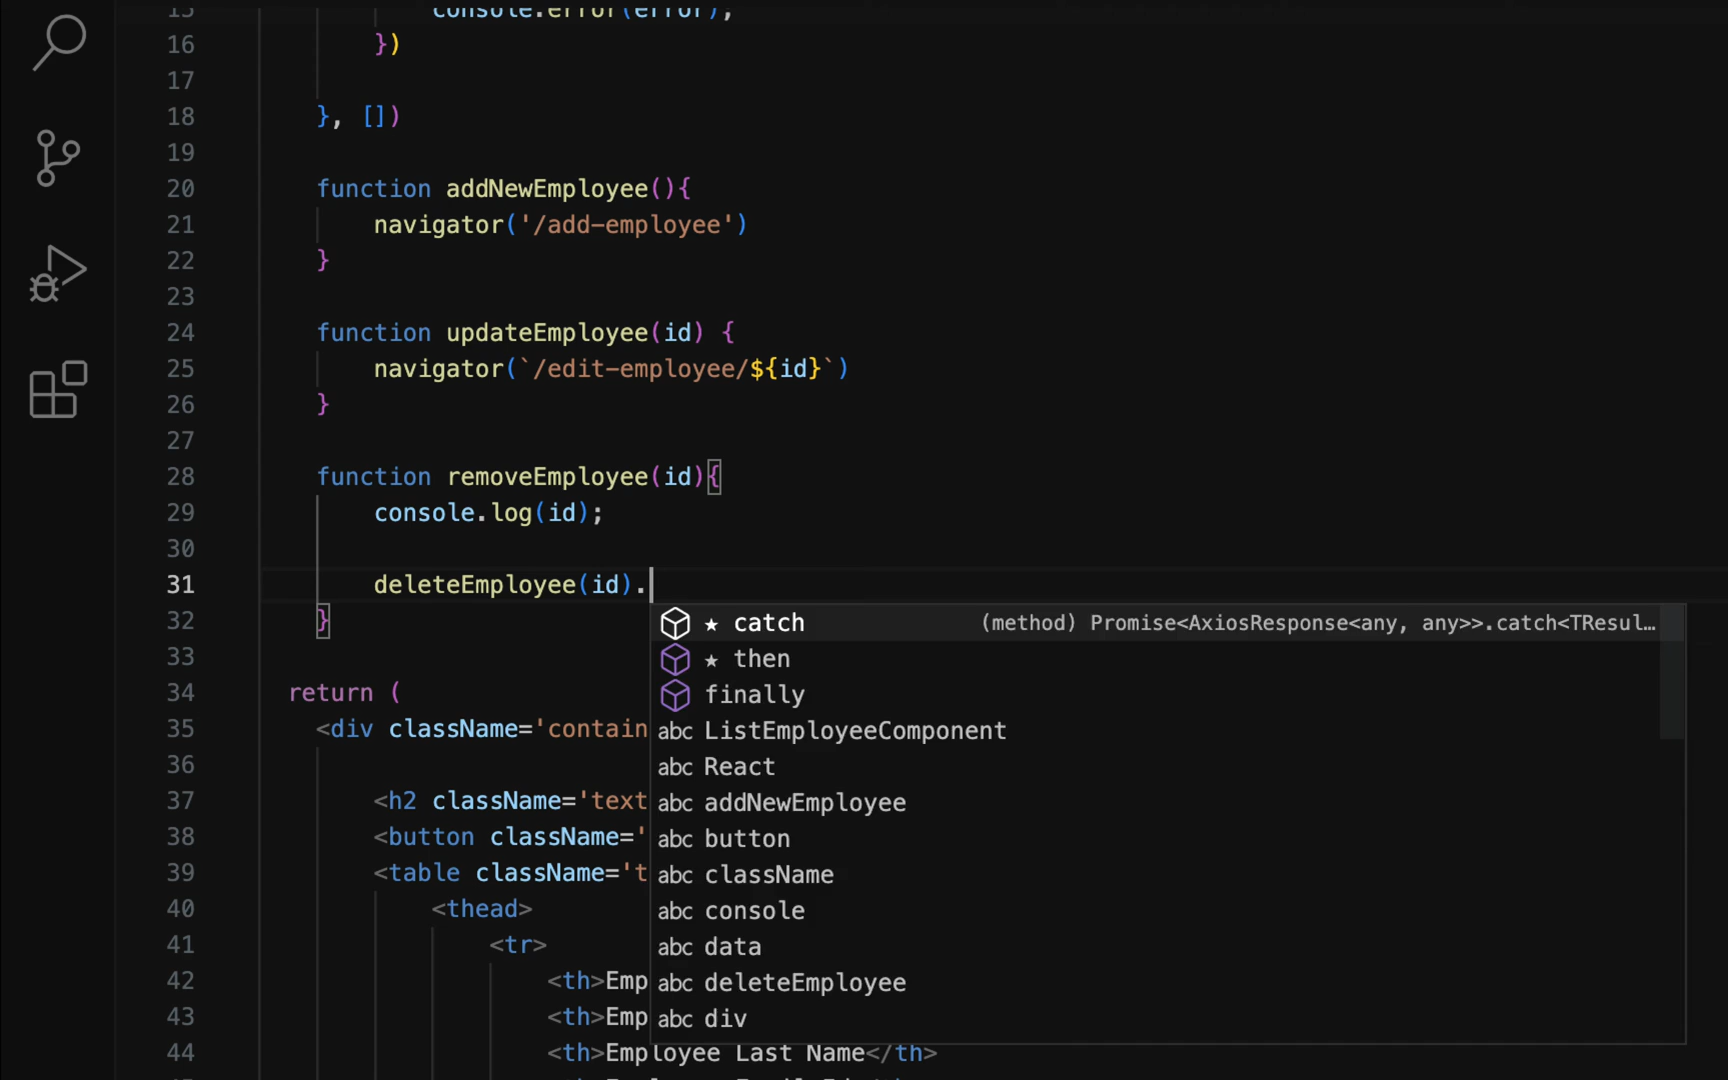 15 console.error(error);
16 })
17
18 }, [])
19
20 function addNewEmployee(){
21 navigator('/add-employee')
22 }
23
24 function updateEmployee(id) {
25 navigator(`/edit-employee/${id}`)
26 }
27
28 function removeEmployee(id){
29 console.log(id);
30
31 deleteEmployee(id).
32 }
★ catch (method) Promise<AxiosResponse<any, any>>.catch<TResul…
33
★ then
34 return (
finally
35 <div className='contain
abc ListEmployeeComponent
36
abc React
37 <h2 className='text
abc addNewEmployee
38 <button className='
abc button
39 <table className='t
abc className
40 <thead>
abc console
41 <tr>
abc data
42 <th>Emp
abc deleteEmployee
43 <th>Emp
abc div
44 <th>Employee Last Name</th>